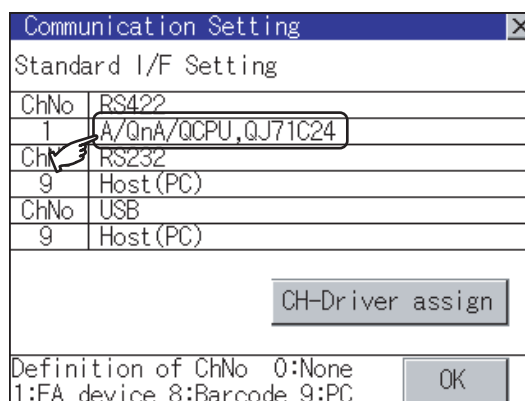 Communication Setting ×
Standard I/F Setting
ChNo RS422
1 A/QnA/QCPU,QJ71C24
ChNo RS232
9 Host(PC)
ChNo USB
9 Host(PC)
CH-Driver assign
Definition of ChNo 0:None
1:FA device 8:Barcode 9:PC
OK